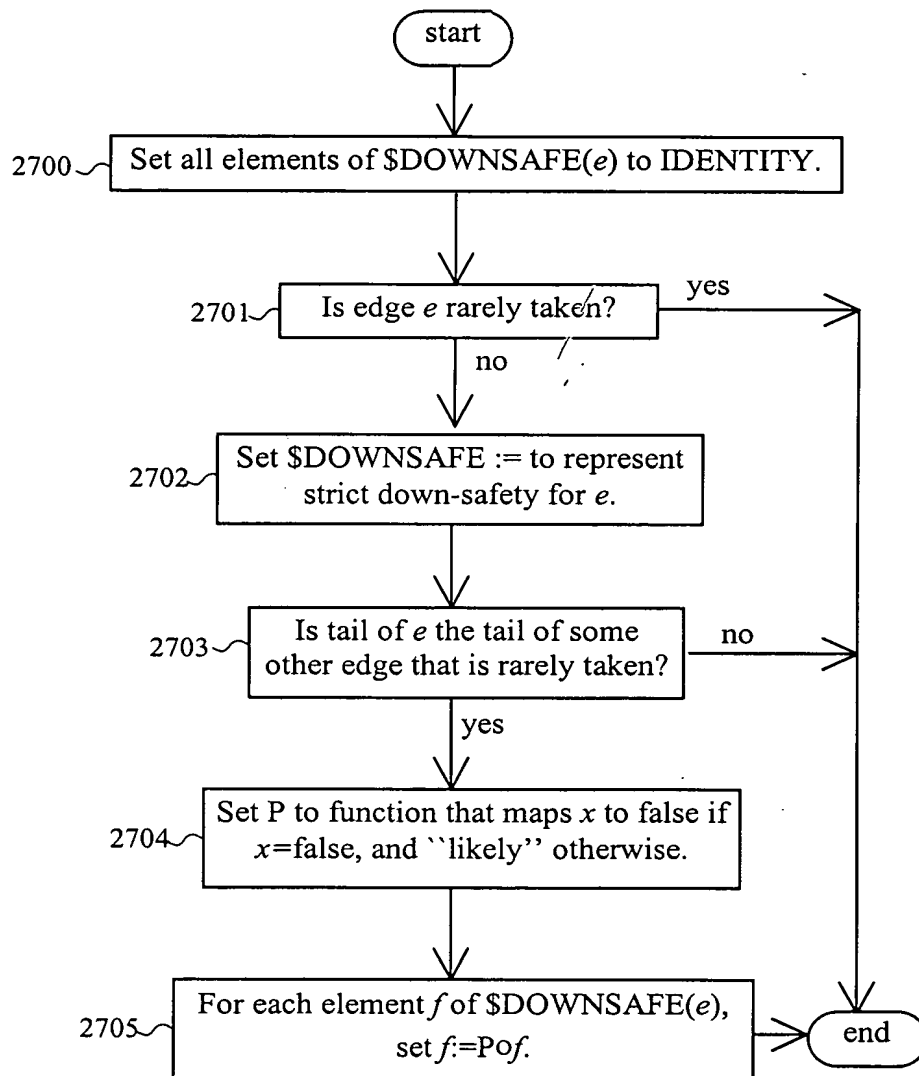 start
2700
Set all elements of $DOWNSAFE(e) to IDENTITY.
2701
Is edge e rarely taken?
yes
no
2702
Set $DOWNSAFE := to represent
strict down-safety for e.
2703
Is tail of e the tail of some
other edge that is rarely taken?
no
yes
2704
Set P to function that maps x to false if
x=false, and ``likely'' otherwise.
2705
For each element f of $DOWNSAFE(e),
set f:=Pof.
end